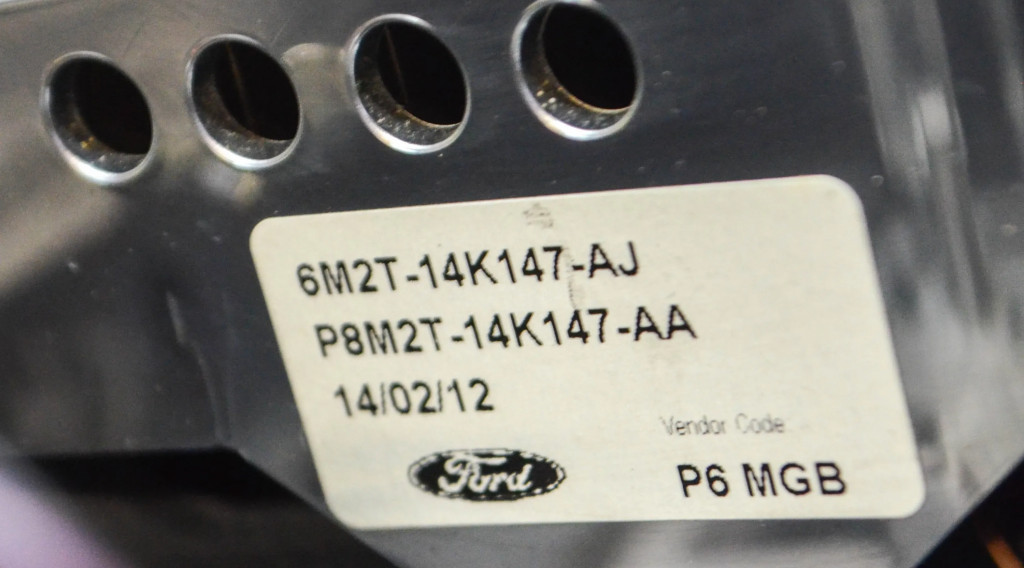 6M2T-14K147-AJ
P8M2T-14K147-AA
14/02/12
Vendor Code:
Ford
P6 MGB